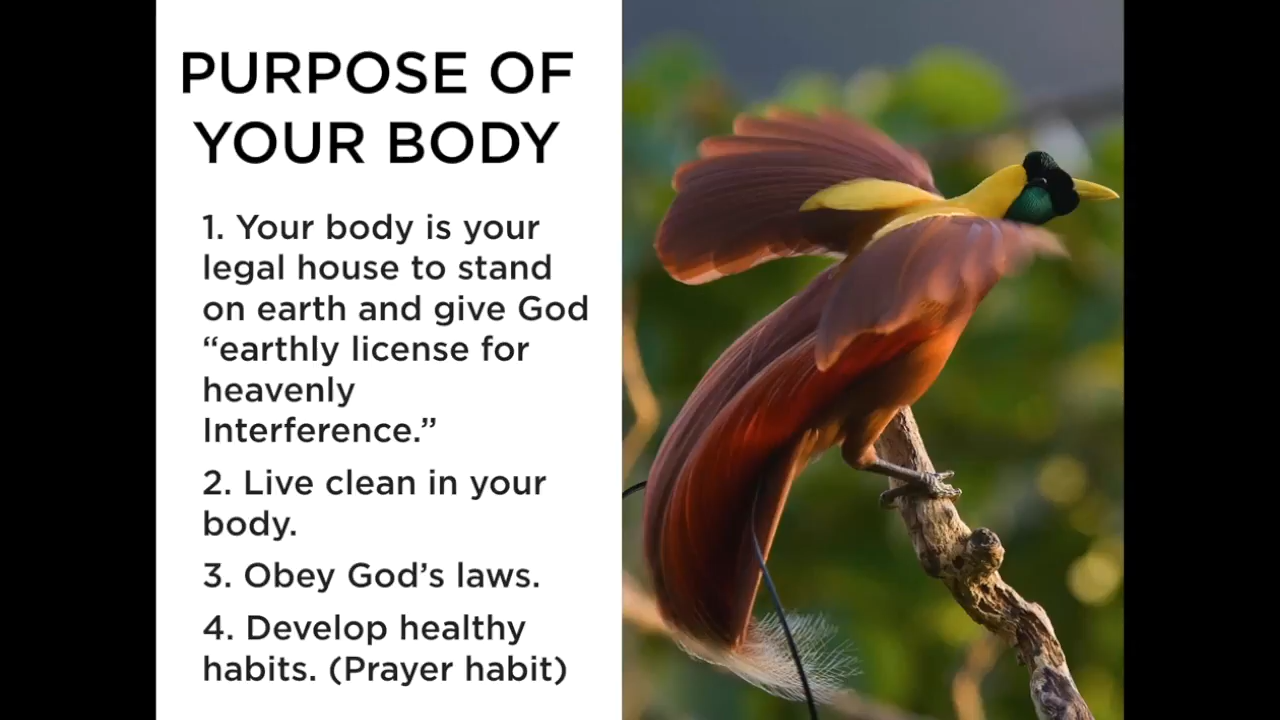 PURPOSE OF
YOUR BODY
1. Your body is your
legal house to stand
on earth and give God
“earthly license for
heavenly
Interference.”
2. Live clean in your
body.
3. Obey God’s laws.
4. Develop healthy
habits. (Prayer habit)